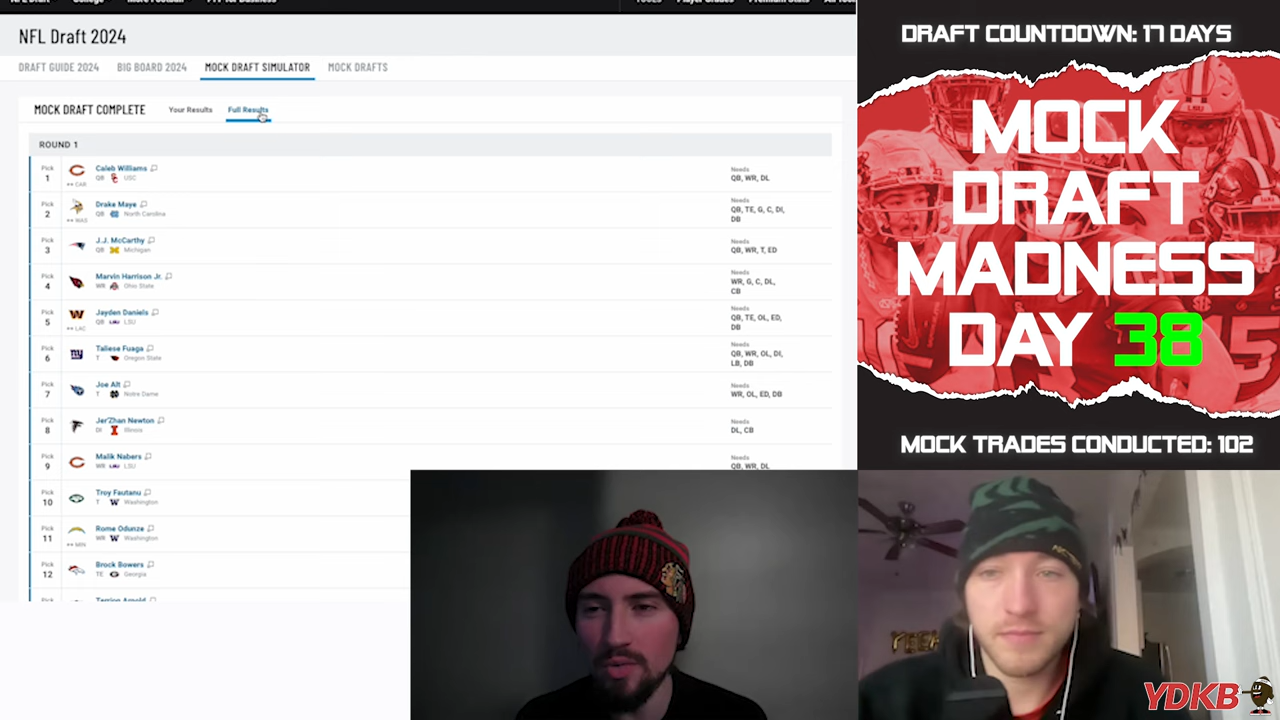 NFL Draft 2024
DRAFT GUIDE 2024 BIG BOARD 2024 MOCK DRAFT SIMULATOR MOCK DRAFTS
MOCK DRAFT COMPLETE Your Results Full Results
ROUND 1
Pick 1 Caleb Williams QB USC Needs QB, WR, DL
Pick 2 Drake Maye QB North Carolina Needs QB, TE, G, C, DI, DB
Pick 3 J.J. McCarthy QB Michigan Needs QB, WR, T, ED
Pick 4 Marvin Harrison Jr. WR Ohio State Needs WR, G, C, DL, CB
Pick 5 Jayden Daniels QB LSU Needs QB, TE, OL, ED, DB
Pick 6 Taliese Fuaga T Oregon State Needs QB, WR, OL, DI, LB, DB
Pick 7 Joe Alt T Notre Dame Needs WR, OL, ED, DB
Pick 8 Jer'Zhan Newton DI Illinois Needs DL, CB
Pick 9 Malik Nabers WR LSU Needs QB, WR, DL
Pick 10 Troy Fautanu T Washington
Pick 11 Rome Odunze WR Washington
Pick 12 Brock Bowers TE Georgia
DRAFT COUNTDOWN: 17 DAYS
MOCK
DRAFT
MADNESS
DAY 38
MOCK TRADES CONDUCTED: 102
YDKB